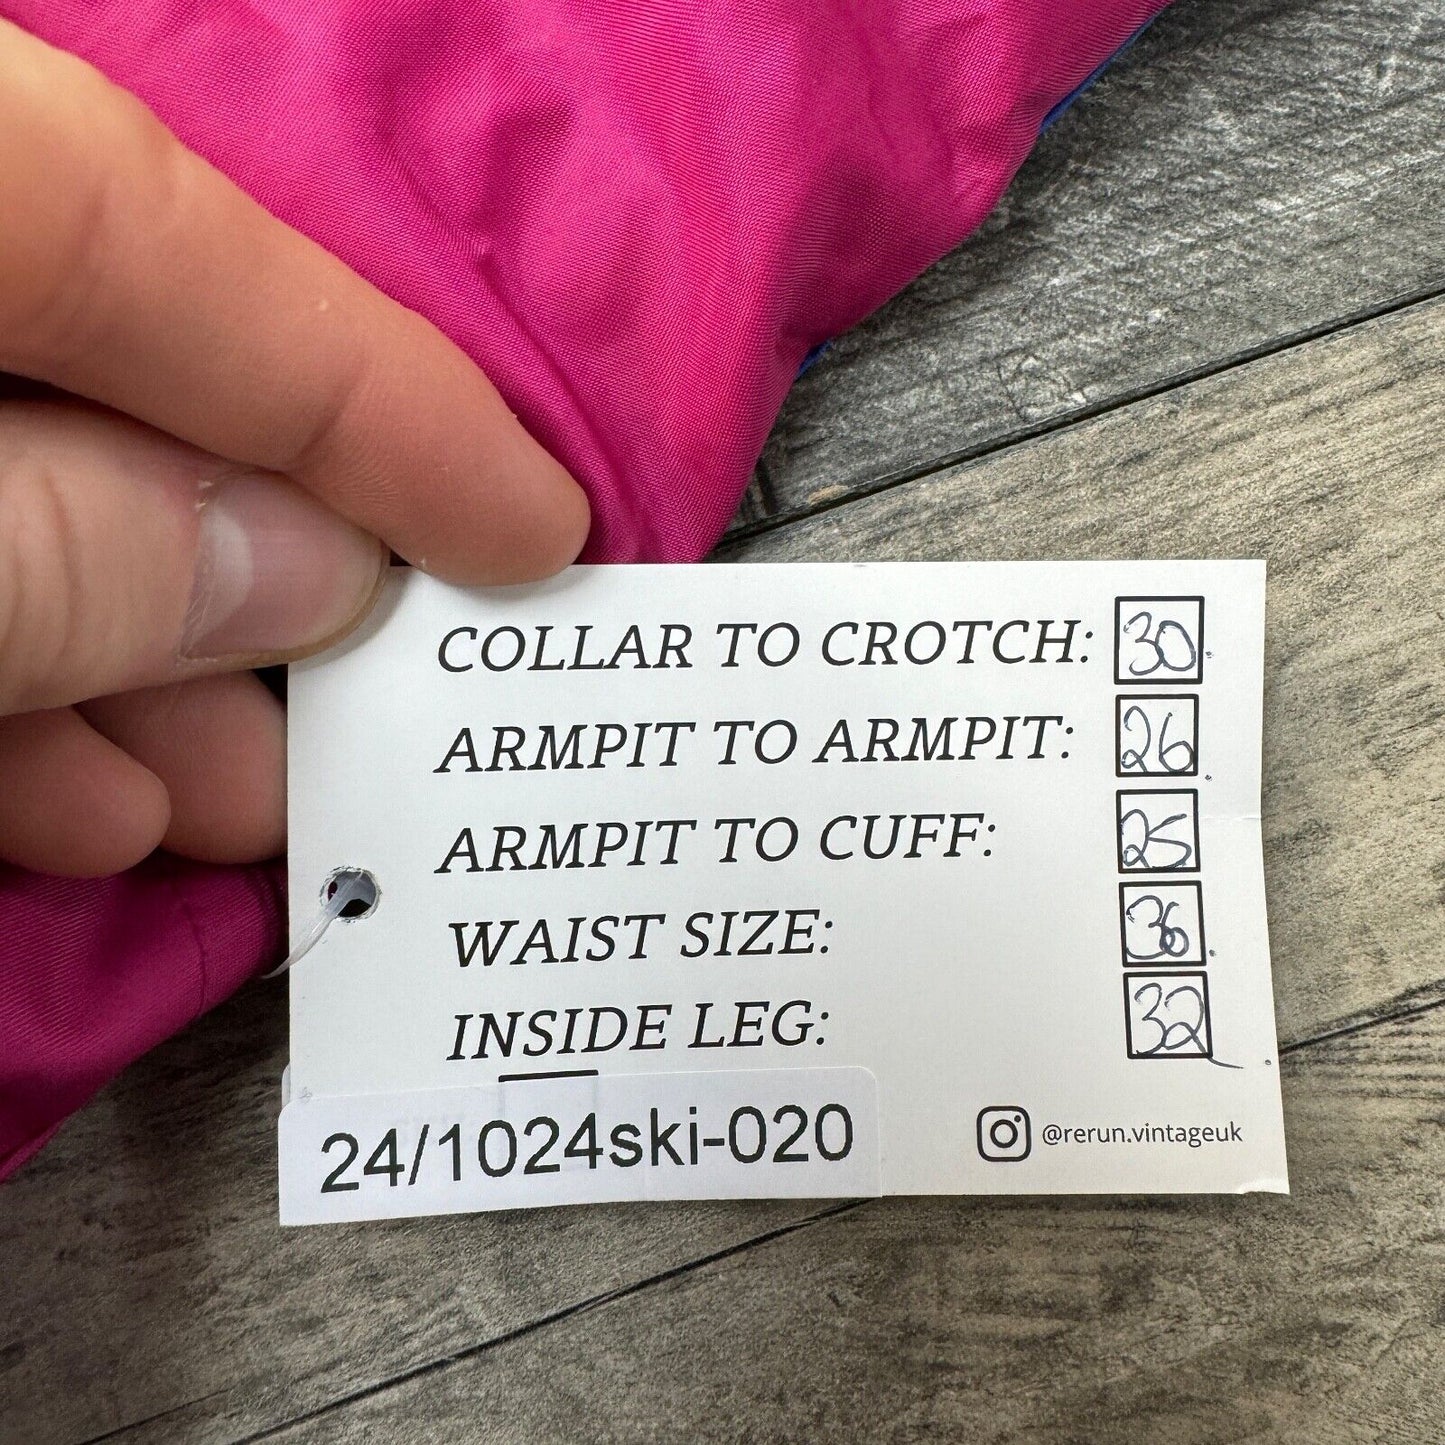 COLLAR TO CROTCH: 30
ARMPIT TO ARMPIT: 26
ARMPIT TO CUFF: 25
WAIST SIZE: 36
INSIDE LEG: 32
24/1024ski-020
@rerun.vintageuk